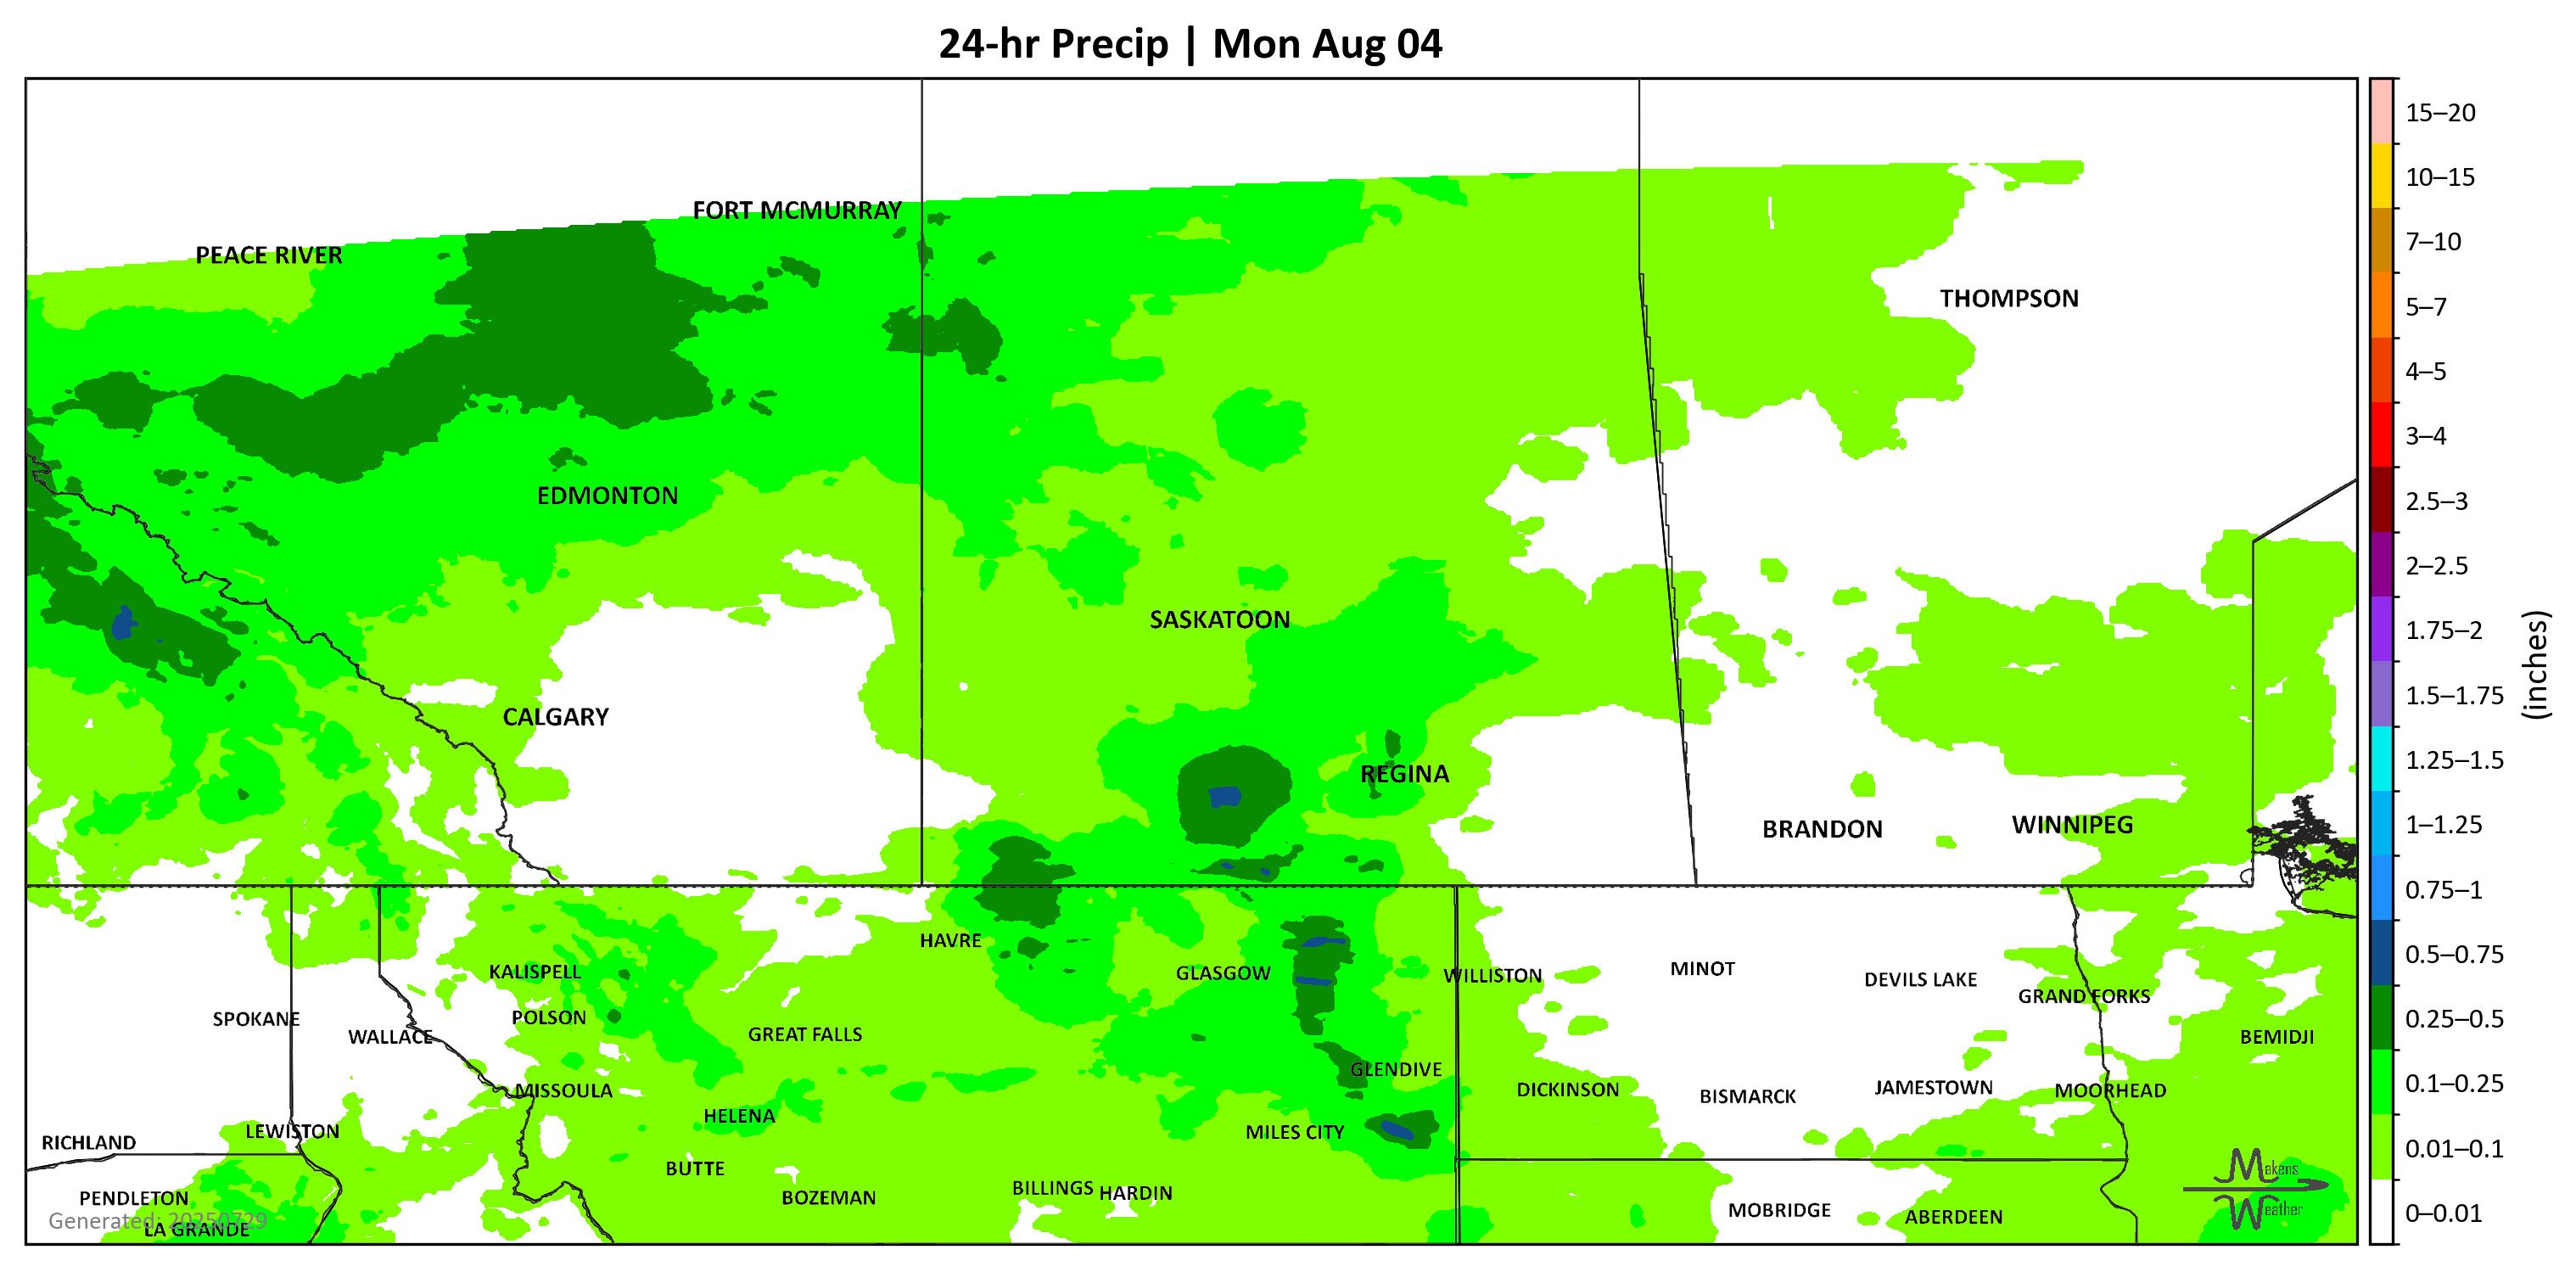 24-hr Precip | Mon Aug 04
15–20
10–15
7–10
5–7
4–5
3–4
2.5–3
2–2.5
1.75–2
1.5–1.75
1.25–1.5
1–1.25
0.75–1
0.5–0.75
0.25–0.5
0.1–0.25
0.01–0.1
0–0.01
(inches)
FORT MCMURRAY
PEACE RIVER
THOMPSON
EDMONTON
SASKATOON
CALGARY
REGINA
WINNIPEG
BRANDON
HAVRE
MINOT
KALISPELL
GLASGOW
WILLISTON
DEVILS LAKE
GRAND FORKS
POLSON
SPOKANE
GREAT FALLS
WALLACE
BEMIDJI
GLENDIVE
JAMESTOWN
DICKINSON
MISSOULA
MOORHEAD
BISMARCK
HELENA
LEWISTON
MILES CITY
RICHLAND
BUTTE
BILLINGS
HARDIN
PENDLETON
BOZEMAN
MOBRIDGE
ABERDEEN
Generated: 20250729
LA GRANDE
Makens
Weather